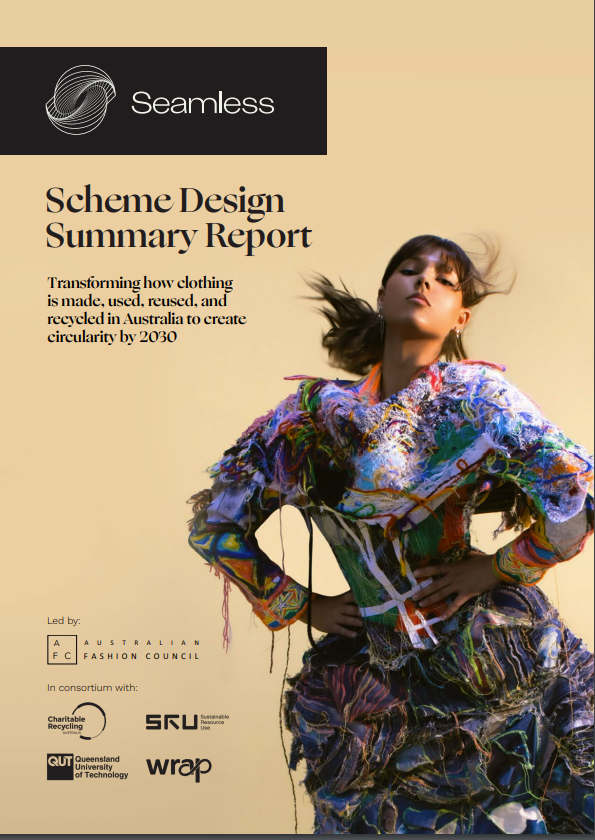 Seamless
Scheme Design
Summary Report
Transforming how clothing
is made, used, reused, and
recycled in Australia to create
circularity by 2030
Led by:
A
F C
AUSTRALIAN
FASHION COUNCIL
In consortium with:
Charitable
Recycling
AUSTRALIA
SRU
Sustainable
Resource
Use
QUT
Queensland
University
of Technology
wrap